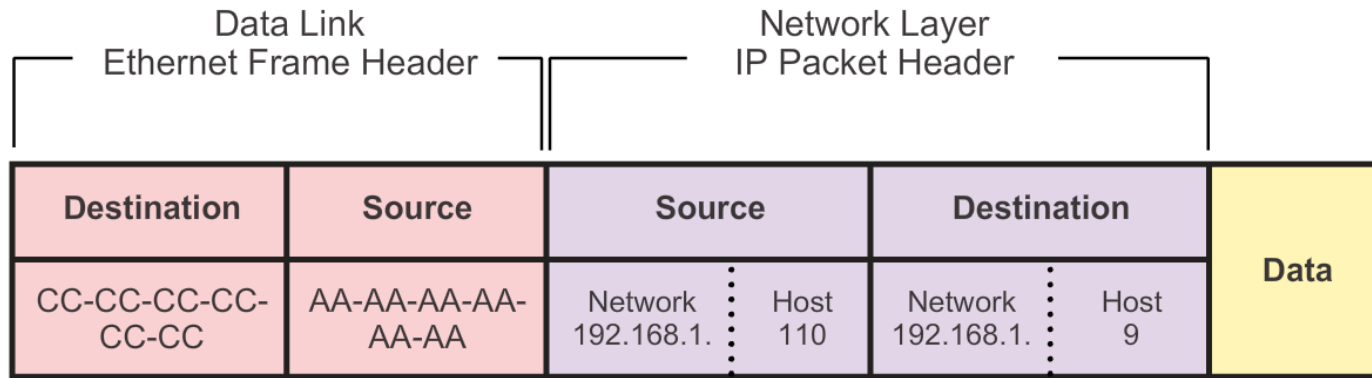 Data Link
Ethernet Frame Header
Network Layer
IP Packet Header
Destination
Source
Source
Destination
Data
CC-CC-CC-CC-
CC-CC
AA-AA-AA-AA-
AA-AA
Network
192.168.1.
Host
110
Network
192.168.1.
Host
9